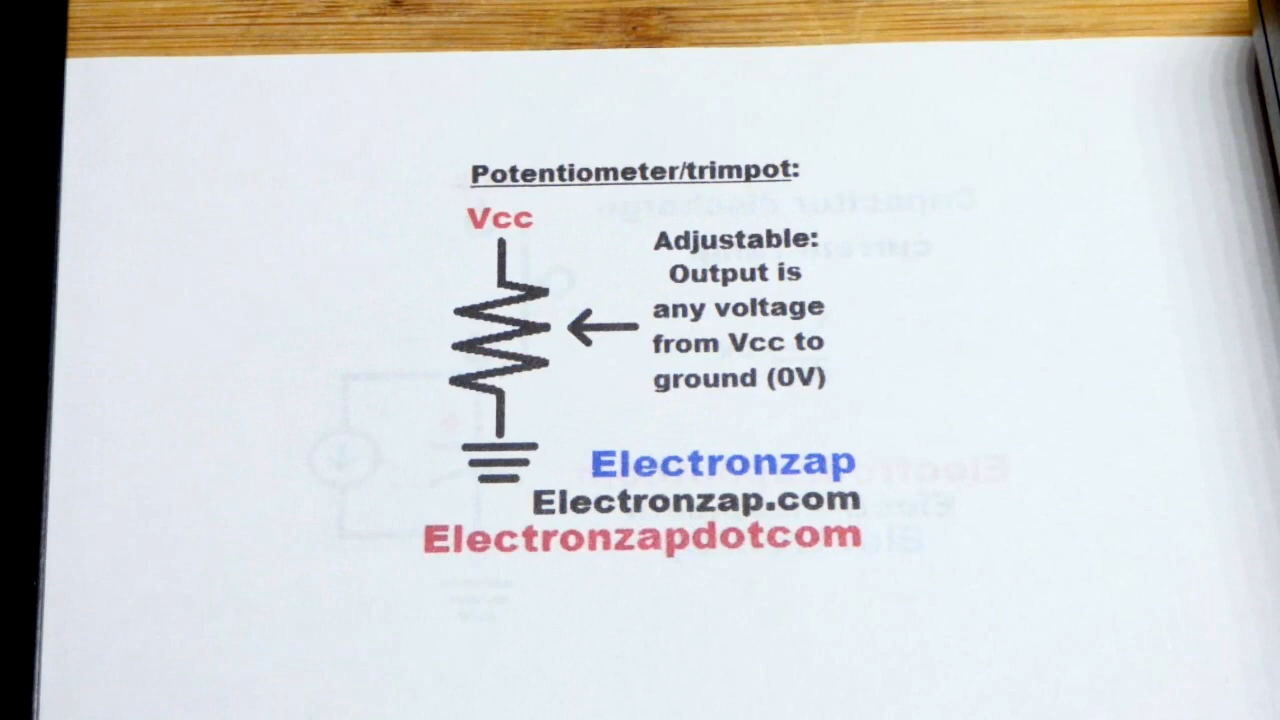 Potentiometer/trimpot:
Vcc
Adjustable:
Output is
any voltage
from Vcc to
ground (0V)
Electronzap
Electronzap.com
Electronzapdotcom